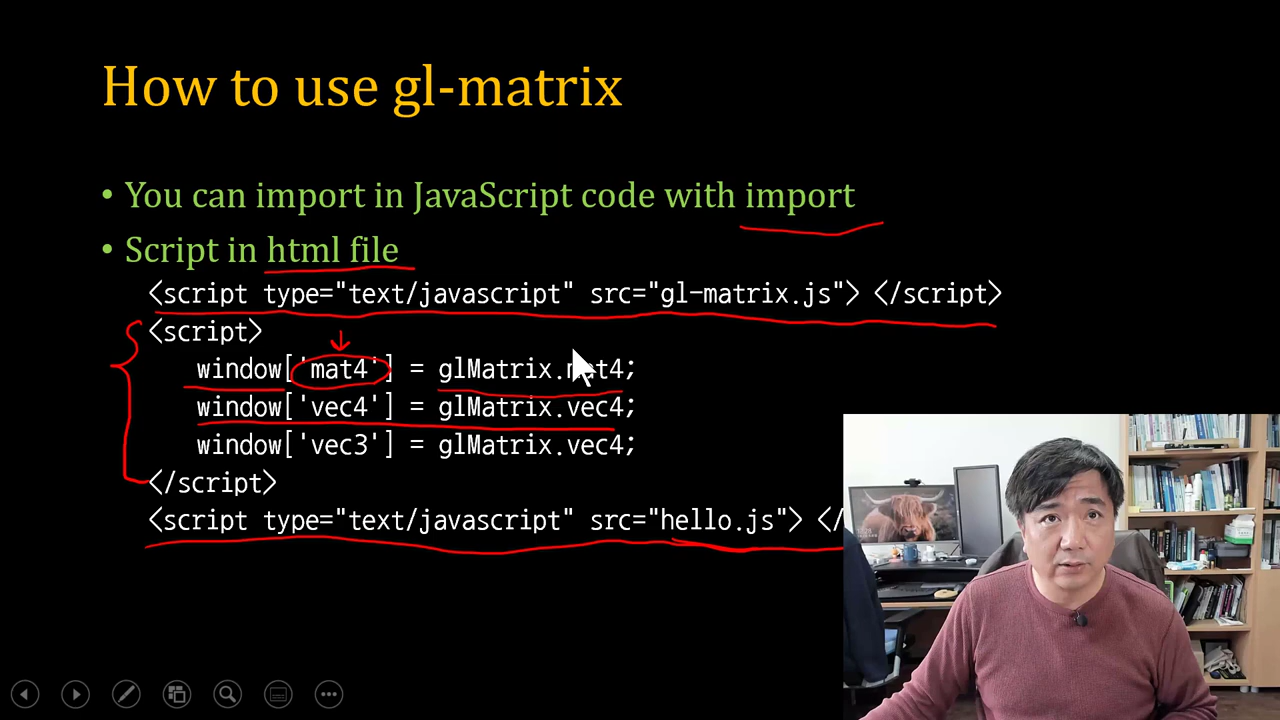 How to use gl-matrix
• You can import in JavaScript code with import
• Script in html file
<script type="text/javascript" src="gl-matrix.js"> </script>
<script>
window['mat4'] = glMatrix.mat4;
window['vec4'] = glMatrix.vec4;
window['vec3'] = glMatrix.vec4;
</script>
<script type="text/javascript" src="hello.js"> </